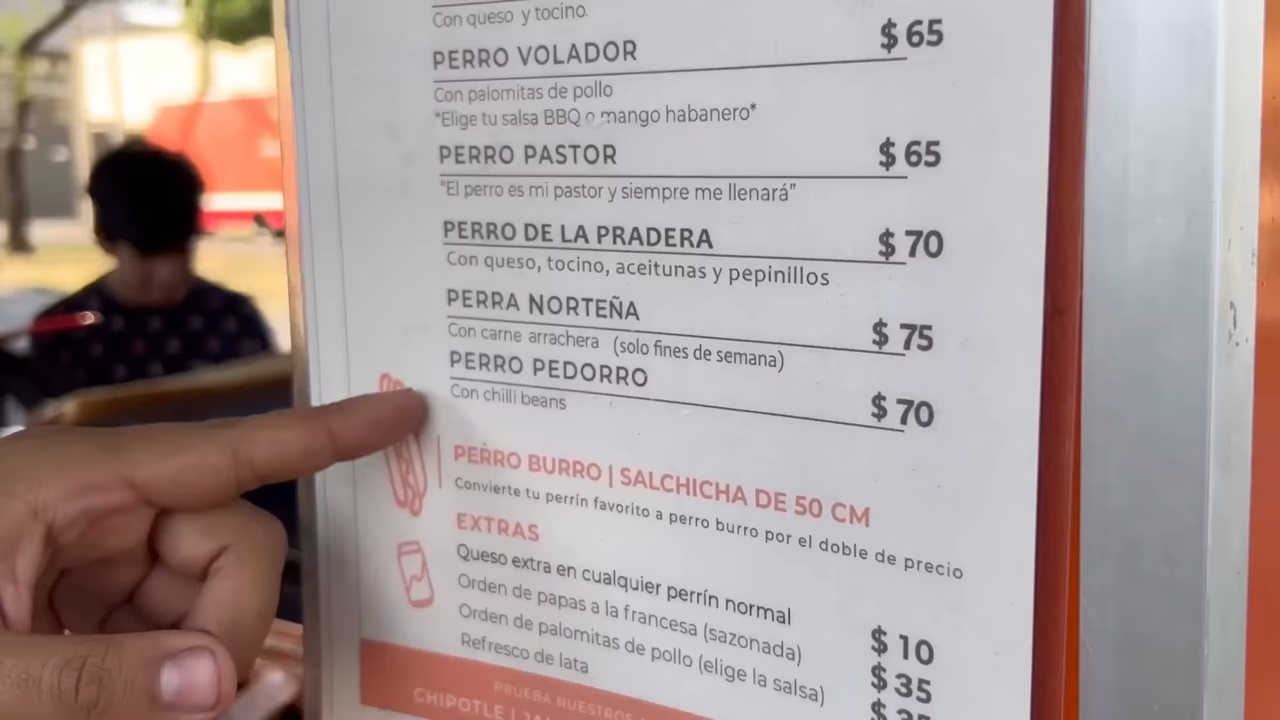 Con queso y tocino.
PERRO VOLADOR $65
Con palomitas de pollo
*Elige tu salsa BBQ o mango habanero*
PERRO PASTOR $65
"El perro es mi pastor y siempre me llenará"
PERRO DE LA PRADERA $70
Con queso, tocino, aceitunas y pepinillos
PERRA NORTEÑA $75
Con carne arrachera (solo fines de semana)
PERRO PEDORRO $70
Con chilli beans
PERRO BURRO | SALCHICHA DE 50 CM
Convierte tu perrín favorito a perro burro por el doble de precio
EXTRAS
Queso extra en cualquier perrín normal $10
Orden de papas a la francesa (sazonada) $35
Orden de palomitas de pollo (elige la salsa)
Refresco de lata
PRUEBA NUESTROS
CHIPOTLE |